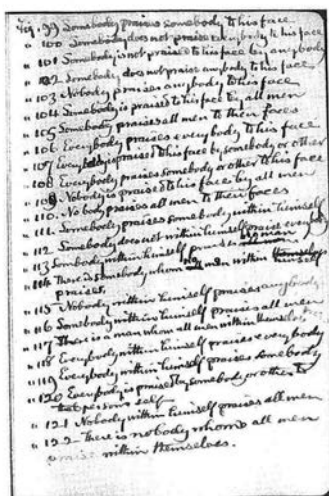 Fig. 99 Somebody praises somebody to his face
" 100 Somebody does not praise everybody to his face
" 101 Somebody is not praised to his face by anybody
" 102 Somebody does not praise anybody to his face
" 103 Nobody praises anybody to his face
" 104 Somebody is praised to his face by all men
" 105 Somebody praises all men to their faces
" 106 Everybody praises everybody to his face
" 107 Everybody is praised to his face by somebody or other
" 108 Everybody praises somebody or other to his face
" 109 Nobody is praised to his face by all men
" 110 Nobody praises all men to their faces
" 111 Somebody praises somebody within himself
" 112 Somebody does not within himself praise everybody
" 113 Somebody within himself praises no man
" 114 There is somebody whom no man within himself
praises.
" 115 Nobody within himself praises anybody
" 116 Somebody within himself praises all men
" 117 There is a man whom all men within themselves
" 118 Everybody within himself praises everybody
" 119 Everybody within himself praises somebody
" 120 Everybody is praised by somebody or other to
that person's self
" 121 Nobody within himself praises all men
" 122 There is nobody whom all men
praise within themselves.